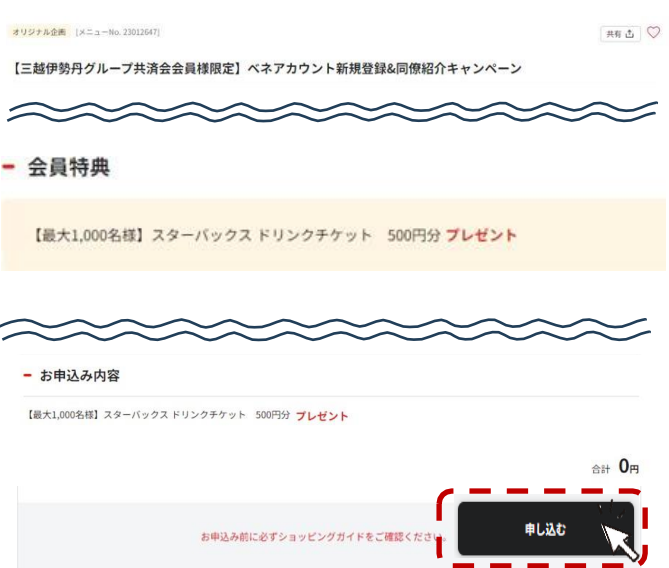 オリジナル企画 [メニューNo. 23012647]
共有
【三越伊勢丹グループ共済会会員様限定】ベネアカウント新規登録&同僚紹介キャンペーン
会員特典
【最大1,000名様】スターバックス ドリンクチケット 500円分 プレゼント
お申込み内容
【最大1,000名様】スターバックス ドリンクチケット 500円分 プレゼント
合計 0円
お申込み前に必ずショッピングガイドをご確認ください。
申し込む